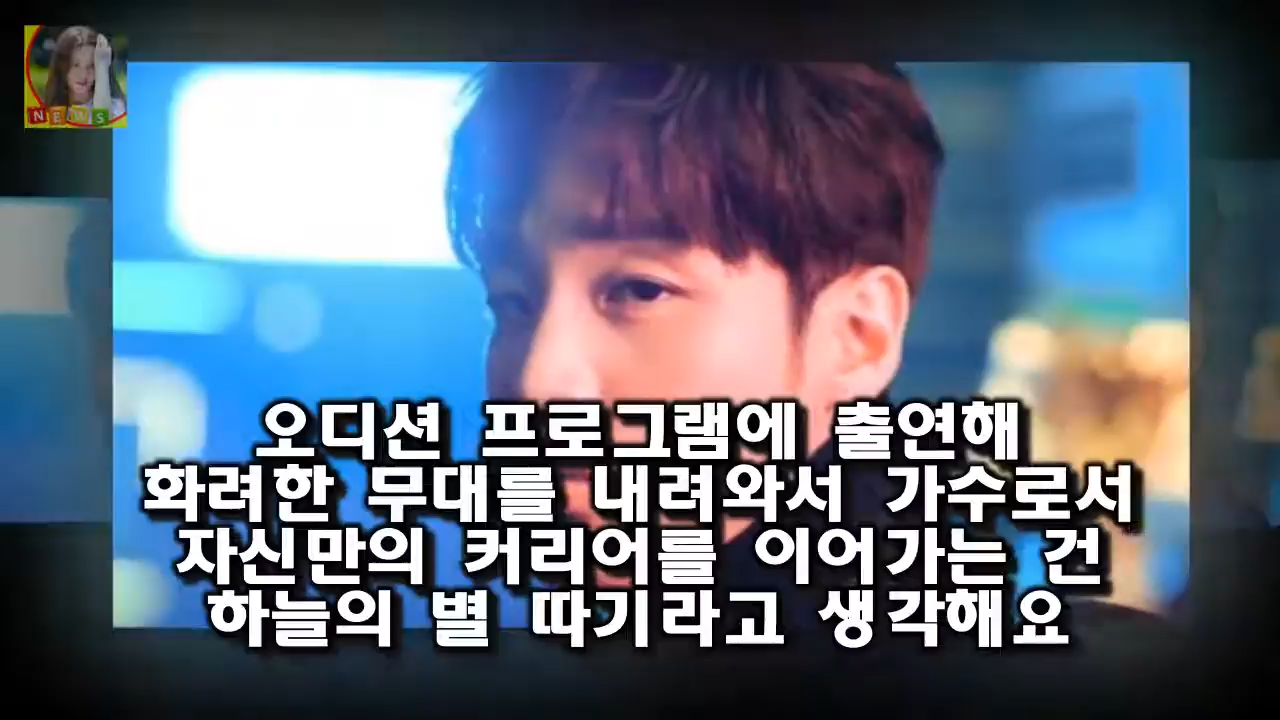 NEWS
오디션 프로그램에 출연해
화려한 무대를 내려와서 가수로서
자신만의 커리어를 이어가는 건
하늘의 별 따기라고 생각해요